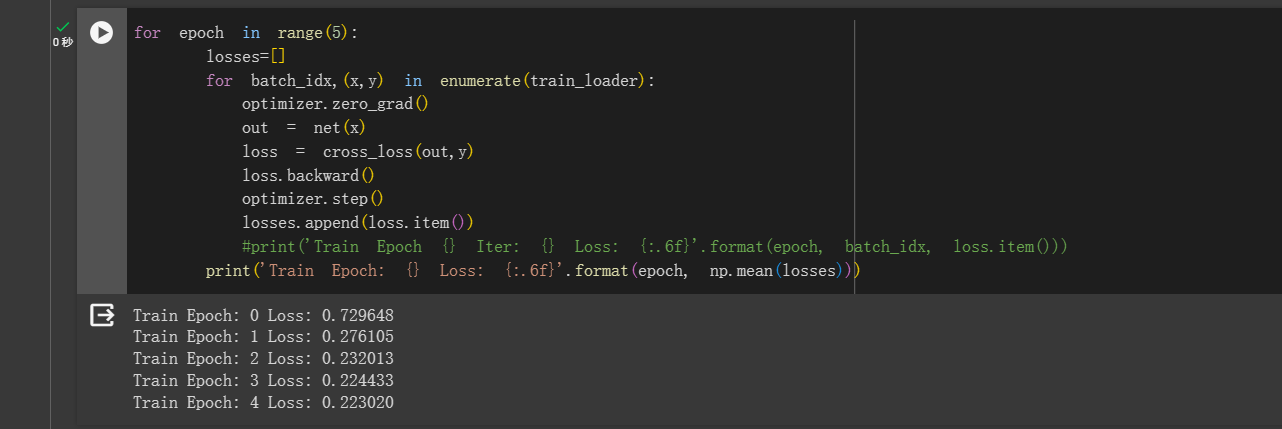 0 秒
for epoch in range(5):
losses=[]
for batch_idx,(x,y) in enumerate(train_loader):
optimizer.zero_grad()
out = net(x)
loss = cross_loss(out,y)
loss.backward()
optimizer.step()
losses.append(loss.item())
#print('Train Epoch {} Iter: {} Loss: {:.6f}'.format(epoch, batch_idx, loss.item()))
print('Train Epoch: {} Loss: {:.6f}'.format(epoch, np.mean(losses)))
Train Epoch: 0 Loss: 0.729648
Train Epoch: 1 Loss: 0.276105
Train Epoch: 2 Loss: 0.232013
Train Epoch: 3 Loss: 0.224433
Train Epoch: 4 Loss: 0.223020